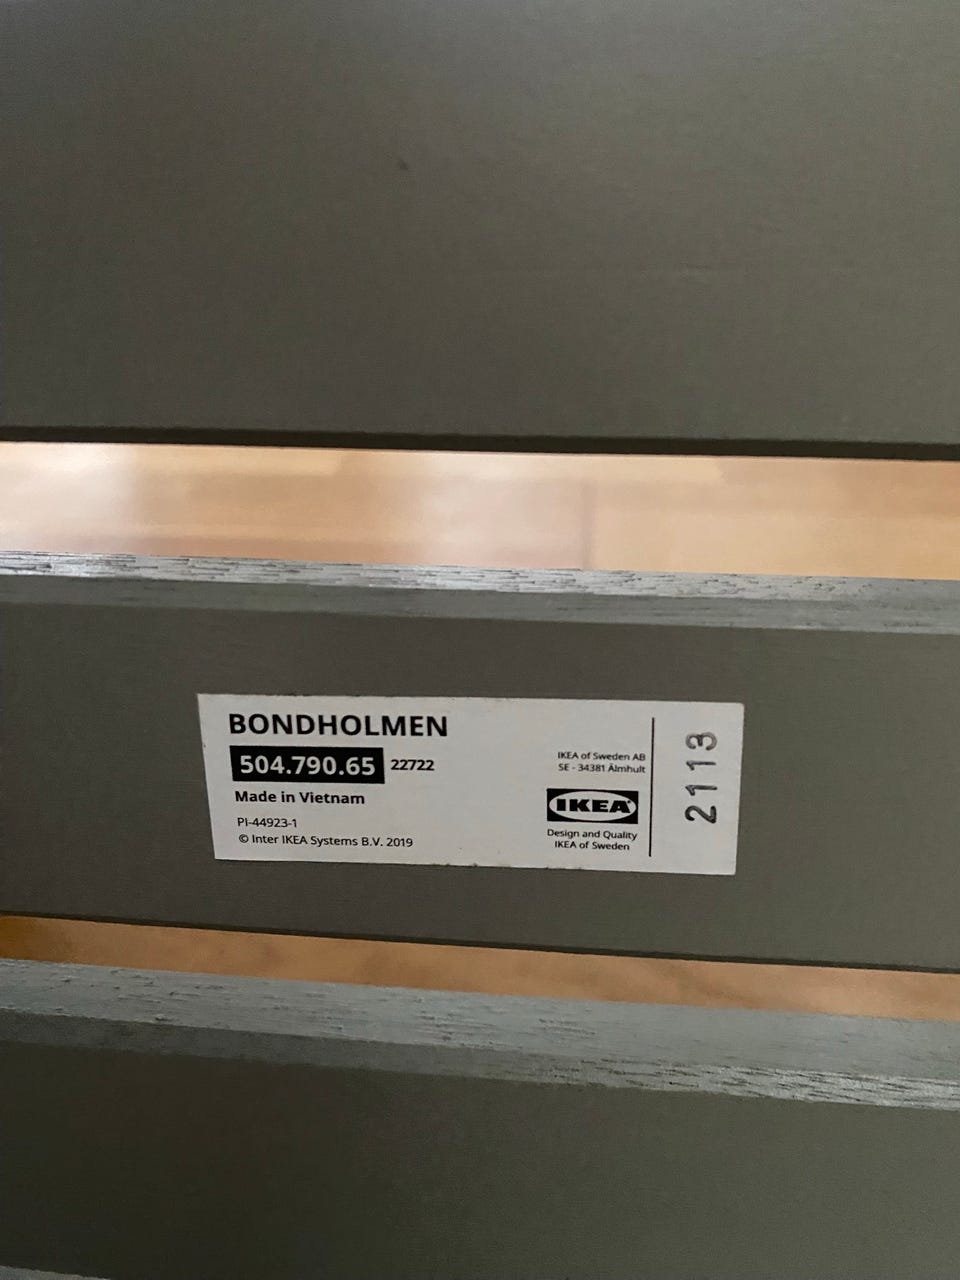 BONDHOLMEN
504.790.65 22722
Made in Vietnam
PI-44923-1
© Inter IKEA Systems B.V. 2019
IKEA of Sweden AB
SE - 34381 Älmhult
IKEA
Design and Quality
IKEA of Sweden
2113